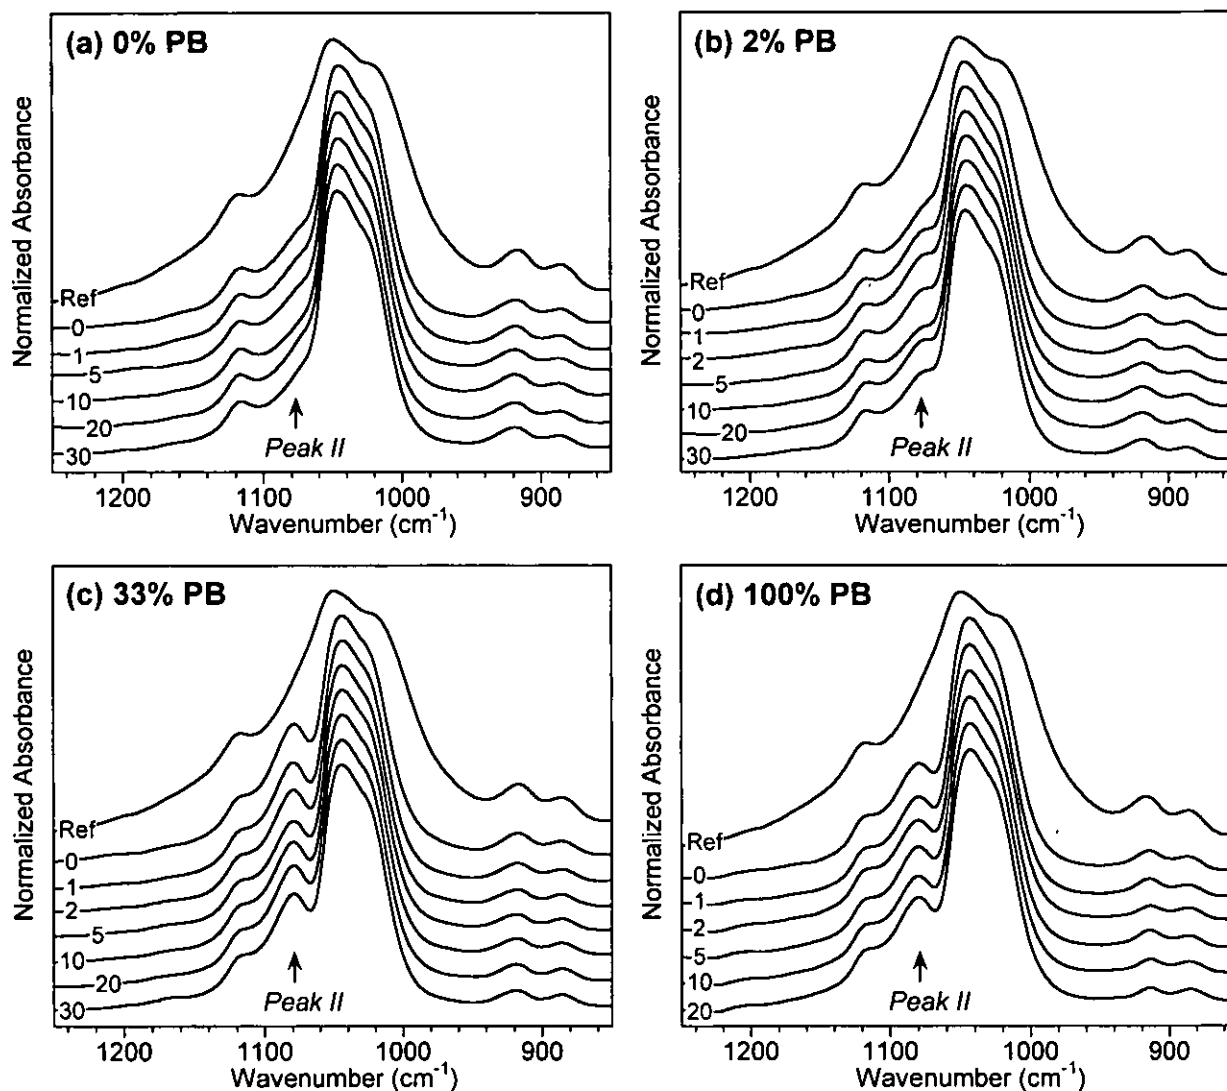 (a) 0% PB
Normalized Absorbance
Ref
0
1
5
10
20
30
Peak II
1200 1100 1000 900
Wavenumber (cm⁻¹)
(b) 2% PB
Normalized Absorbance
Ref
0
1
2
5
10
20
30
Peak II
1200 1100 1000 900
Wavenumber (cm⁻¹)
(c) 33% PB
Normalized Absorbance
Ref
0
1
2
5
10
20
30
Peak II
1200 1100 1000 900
Wavenumber (cm⁻¹)
(d) 100% PB
Normalized Absorbance
Ref
0
1
2
5
10
20
Peak II
1200 1100 1000 900
Wavenumber (cm⁻¹)